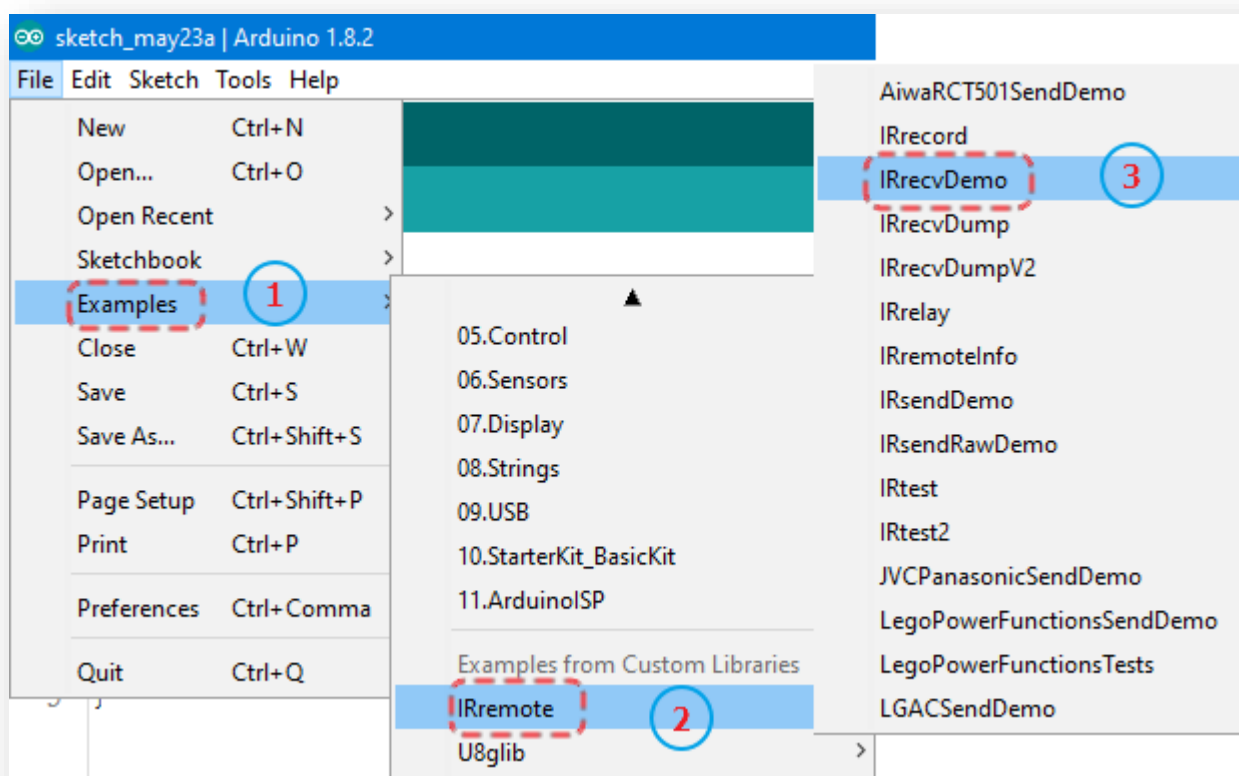 sketch_may23a | Arduino 1.8.2
File Edit Sketch Tools Help
New Ctrl+N
Open... Ctrl+O
Open Recent >
Sketchbook >
Examples 1 >
Close Ctrl+W
Save Ctrl+S
Save As... Ctrl+Shift+S
Page Setup Ctrl+Shift+P
Print Ctrl+P
Preferences Ctrl+Comma
Quit Ctrl+Q
▲
05.Control
06.Sensors
07.Display
08.Strings
09.USB
10.StarterKit_BasicKit
11.ArduinoISP
Examples from Custom Libraries
IRremote 2
U8glib >
AiwaRCT501SendDemo
IRrecord
IRrecvDemo 3
IRrecvDump
IRrecvDumpV2
IRrelay
IRremoteInfo
IRsendDemo
IRsendRawDemo
IRtest
IRtest2
JVCPanasonicSendDemo
LegoPowerFunctionsSendDemo
LegoPowerFunctionsTests
LGACSendDemo